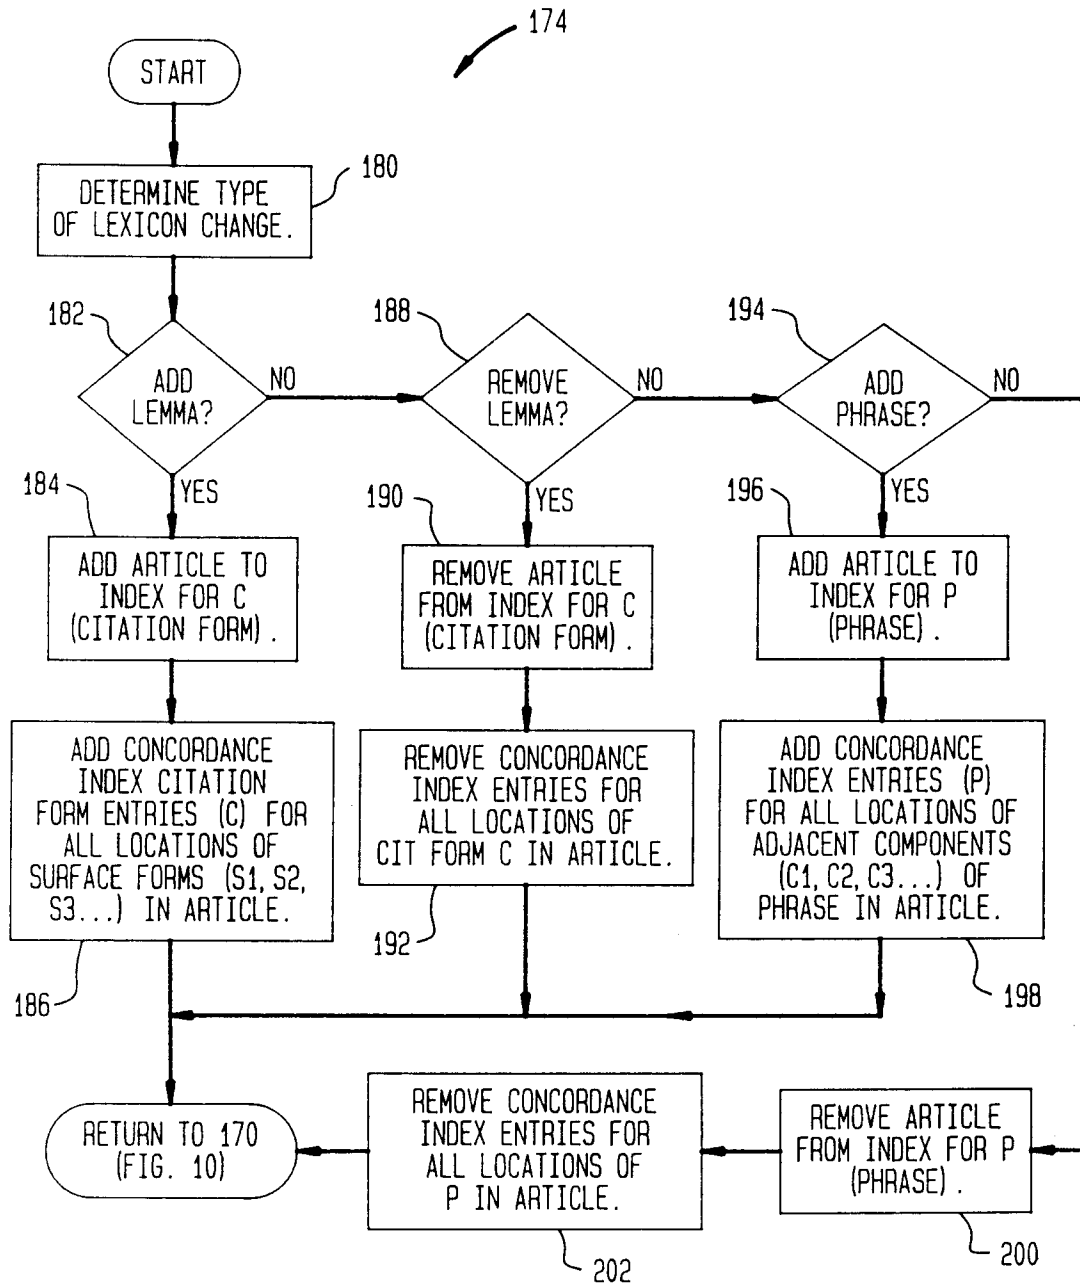 174
START
180
DETERMINE TYPE
OF LEXICON CHANGE.
182
ADD
LEMMA?
NO
YES
188
REMOVE
LEMMA?
NO
YES
194
ADD
PHRASE?
NO
YES
184
ADD ARTICLE TO
INDEX FOR C
(CITATION FORM).
190
REMOVE ARTICLE
FROM INDEX FOR C
(CITATION FORM).
196
ADD ARTICLE TO
INDEX FOR P
(PHRASE).
ADD CONCORDANCE
INDEX CITATION
FORM ENTRIES (C) FOR
ALL LOCATIONS OF
SURFACE FORMS (S1, S2,
S3...) IN ARTICLE.
186
REMOVE CONCORDANCE
INDEX ENTRIES FOR
ALL LOCATIONS OF
CIT FORM C IN ARTICLE.
192
ADD CONCORDANCE
INDEX ENTRIES (P)
FOR ALL LOCATIONS OF
ADJACENT COMPONENTS
(C1, C2, C3...) OF
PHRASE IN ARTICLE.
198
RETURN TO 170
(FIG. 10)
REMOVE CONCORDANCE
INDEX ENTRIES FOR
ALL LOCATIONS OF
P IN ARTICLE.
202
REMOVE ARTICLE
FROM INDEX FOR P
(PHRASE).
200